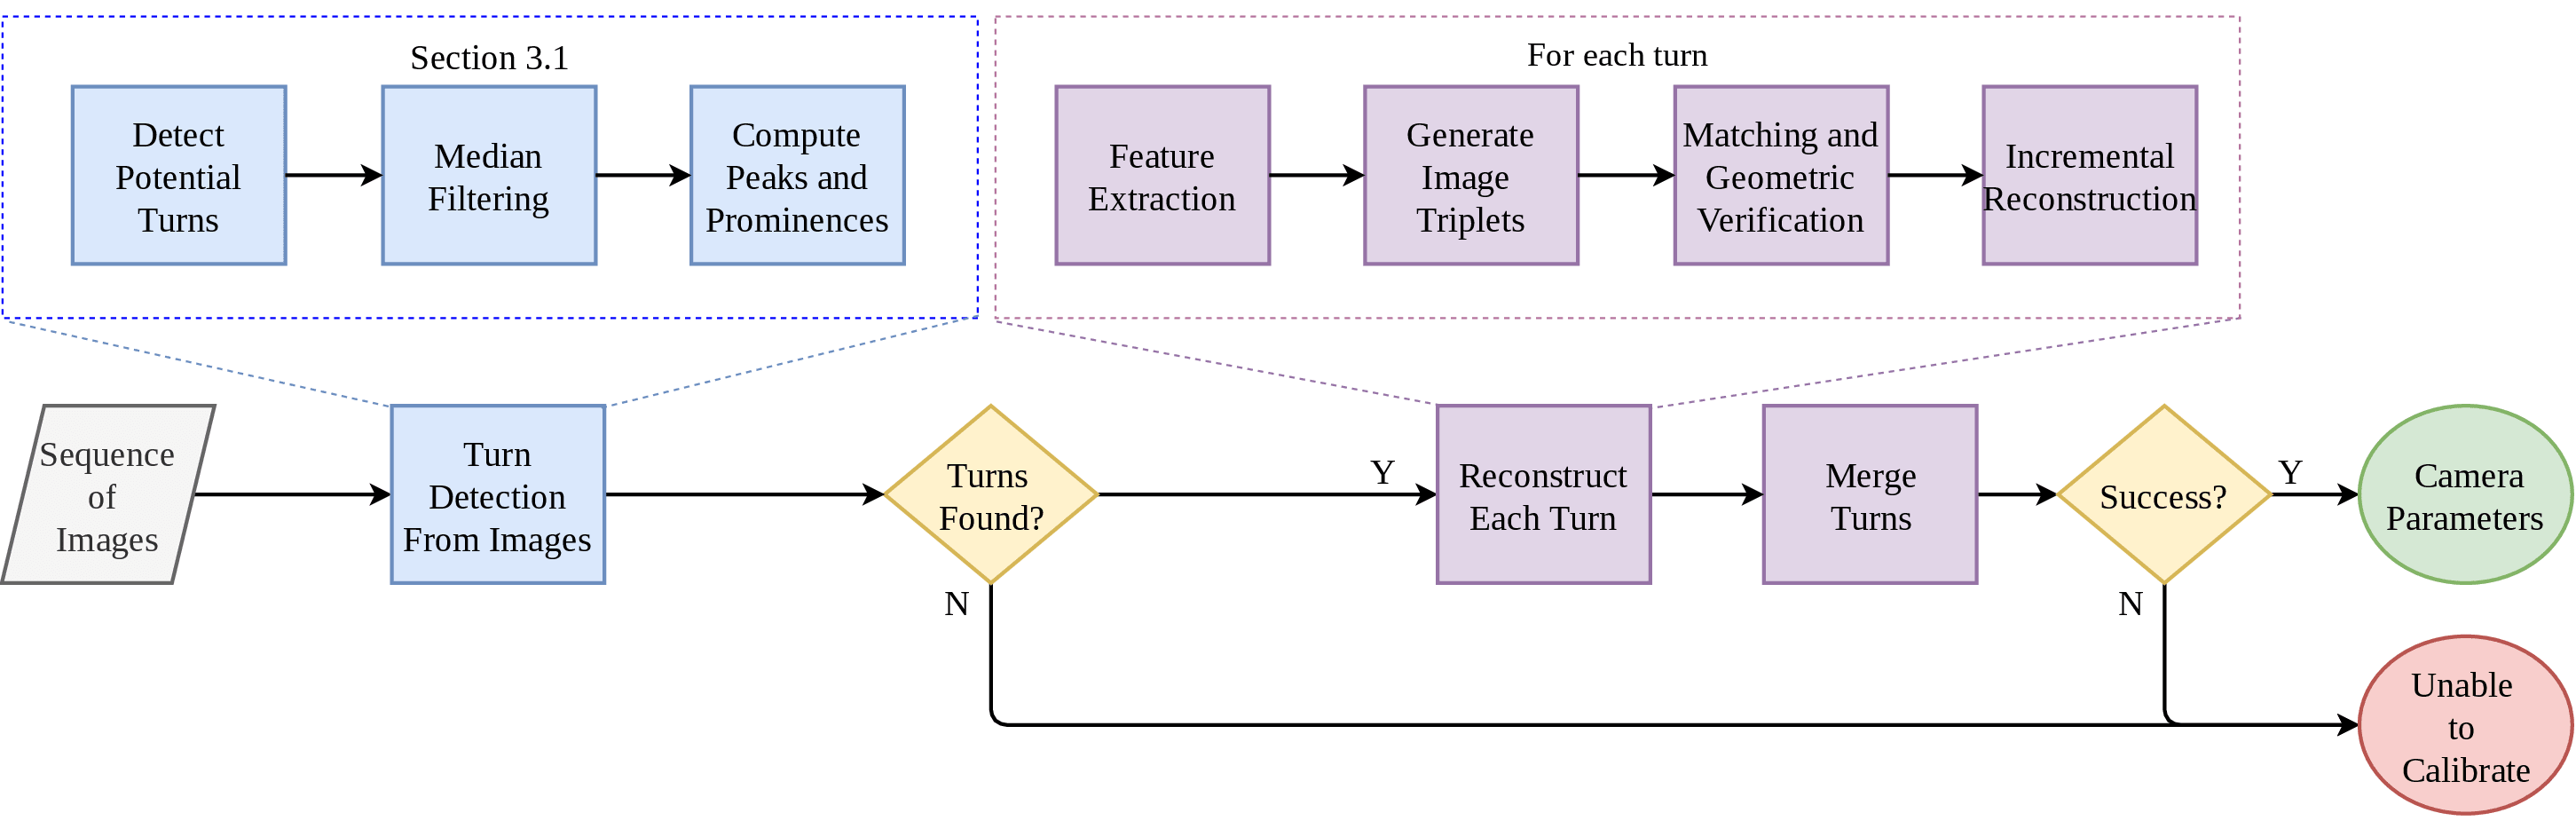 Section 3.1
Detect
Potential
Turns
Median
Filtering
Compute
Peaks and
Prominences
For each turn
Feature
Extraction
Generate
Image
Triplets
Matching and
Geometric
Verification
Incremental
Reconstruction
Sequence
of
Images
Turn
Detection
From Images
Turns
Found?
Y
N
Reconstruct
Each Turn
Merge
Turns
Success?
Y
N
Camera
Parameters
Unable
to
Calibrate